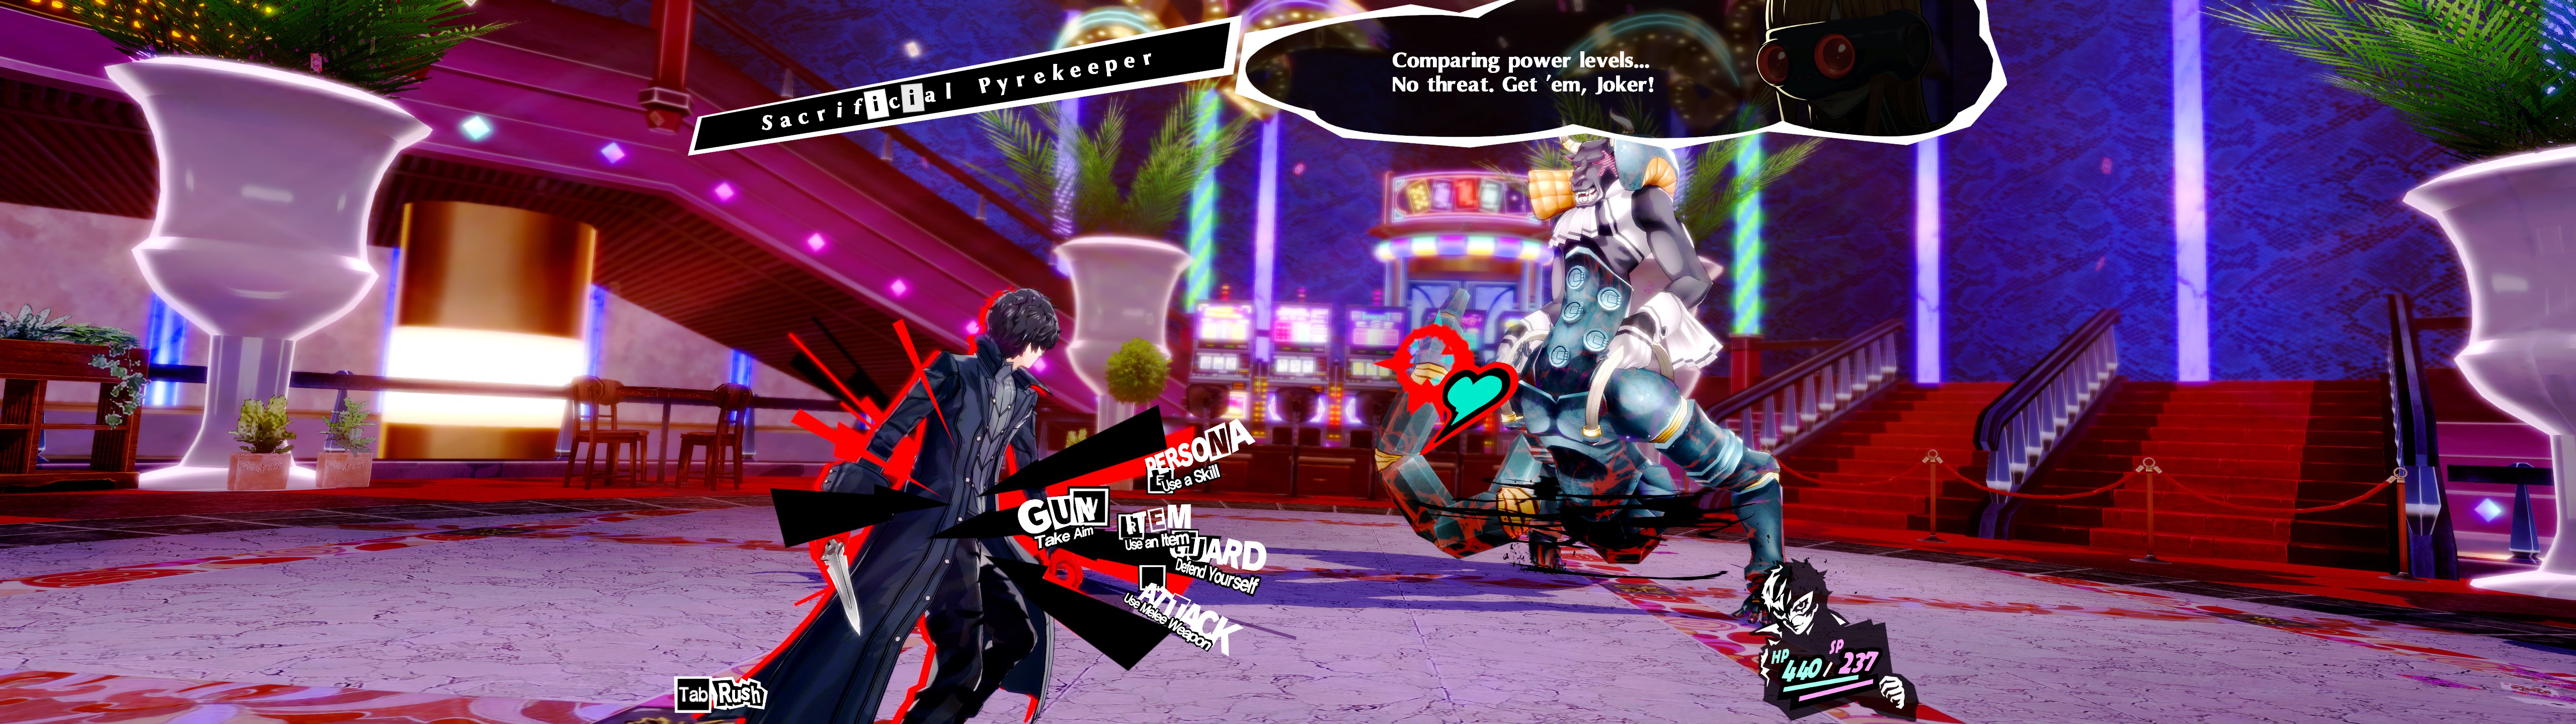 Sacrificial Pyrekeeper
Comparing power levels...
No threat. Get 'em, Joker!
PERSONA
Use a Skill
GUN
Take Aim
ITEM
Use an Item
GUARD
Defend Yourself
ATTACK
Use Melee Weapon
Tab Rush
HP 440 / SP 237